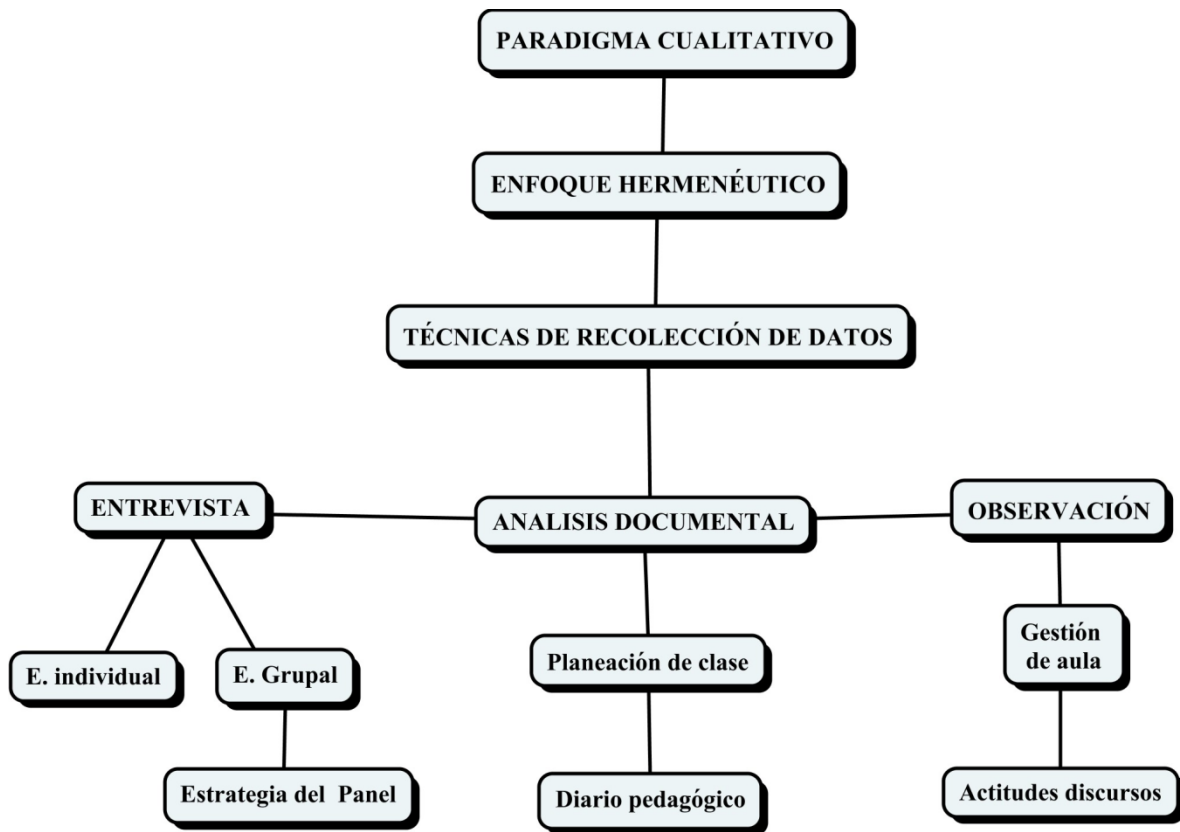 PARADIGMA CUALITATIVO
ENFOQUE HERMENÉUTICO
TÉCNICAS DE RECOLECCIÓN DE DATOS
ENTREVISTA
ANALISIS DOCUMENTAL
OBSERVACIÓN
E. individual
E. Grupal
Planeación de clase
Gestión
de aula
Estrategia del Panel
Diario pedagógico
Actitudes discursos